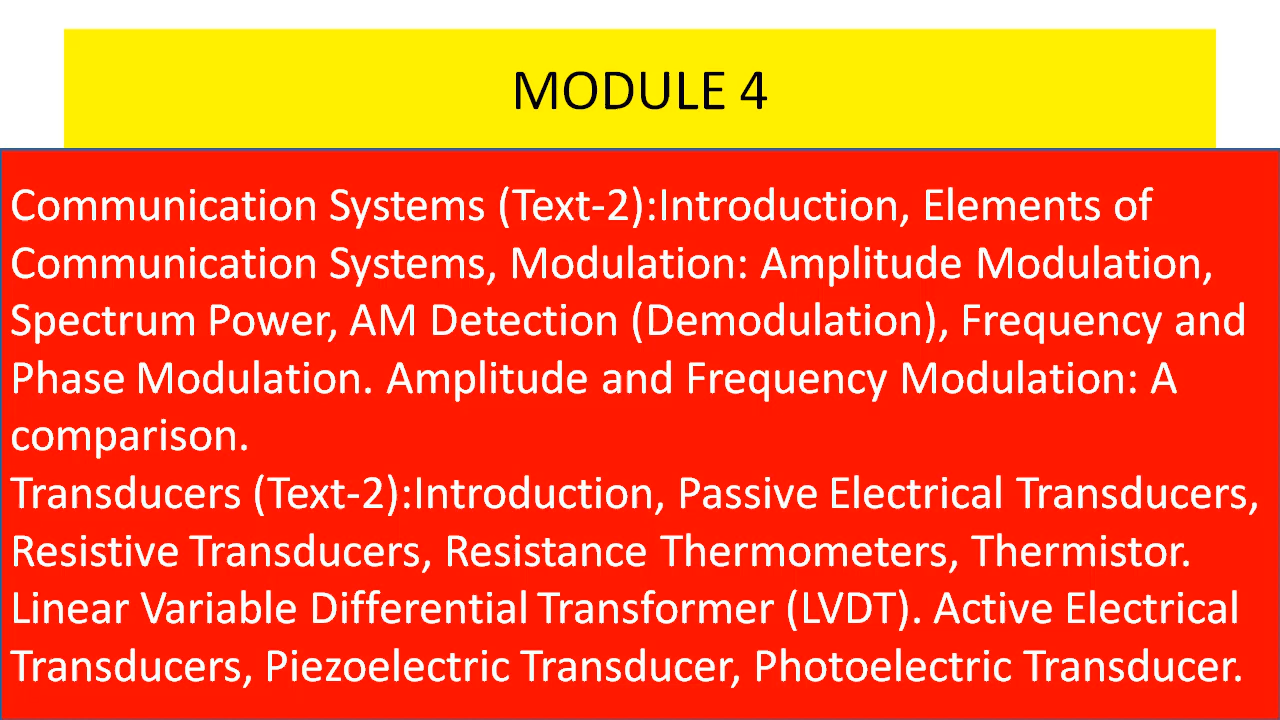 MODULE 4
Communication Systems (Text-2):Introduction, Elements of
Communication Systems, Modulation: Amplitude Modulation,
Spectrum Power, AM Detection (Demodulation), Frequency and
Phase Modulation. Amplitude and Frequency Modulation: A
comparison.
Transducers (Text-2):Introduction, Passive Electrical Transducers,
Resistive Transducers, Resistance Thermometers, Thermistor.
Linear Variable Differential Transformer (LVDT). Active Electrical
Transducers, Piezoelectric Transducer, Photoelectric Transducer.